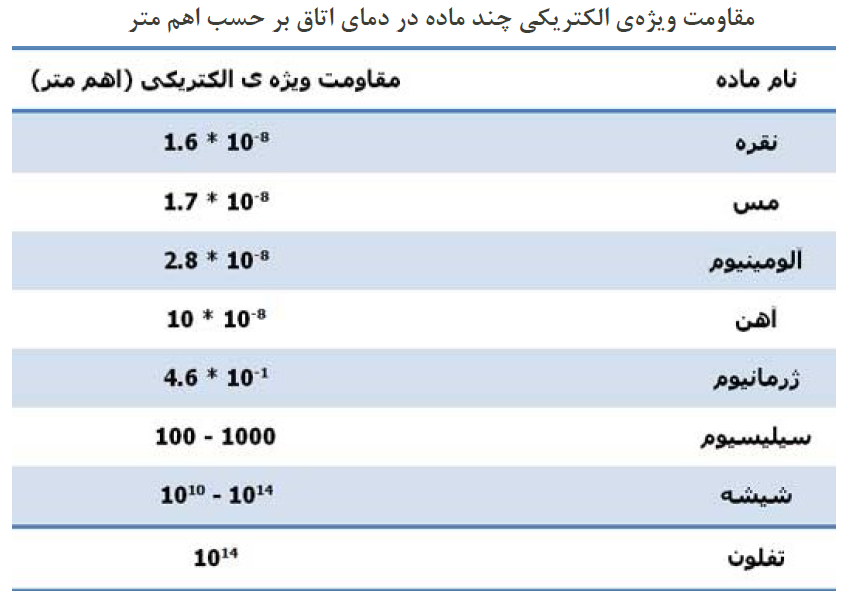 مقاومت ویژه‌ی الکتریکی چند ماده در دمای اتاق بر حسب اهم متر
نام ماده مقاومت ویژه ی الکتریکی (اهم متر)
نقره 1.6 * 10⁻⁸
مس 1.7 * 10⁻⁸
آلومینیوم 2.8 * 10⁻⁸
آهن 10 * 10⁻⁸
ژرمانیوم 4.6 * 10⁻¹
سیلیسیوم 100 - 1000
شیشه 10¹⁰ - 10¹⁴
تفلون 10¹⁴